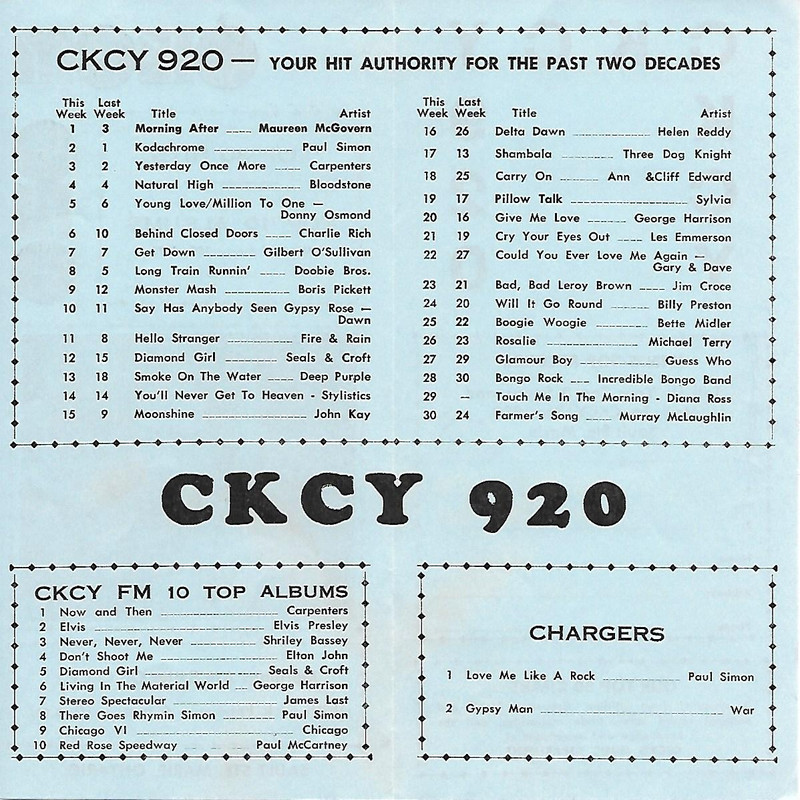 CKCY 920 — YOUR HIT AUTHORITY FOR THE PAST TWO DECADES
This Last
Week Week Title Artist
1 3 Morning After ---- Maureen McGovern
2 1 Kodachrome ---- Paul Simon
3 2 Yesterday Once More ---- Carpenters
4 4 Natural High ---- Bloodstone
5 6 Young Love/Million To One —
Donny Osmond
6 10 Behind Closed Doors ---- Charlie Rich
7 7 Get Down ---- Gilbert O'Sullivan
8 5 Long Train Runnin' ---- Doobie Bros.
9 12 Monster Mash ---- Boris Pickett
10 11 Say Has Anybody Seen Gypsy Rose —
Dawn
11 8 Hello Stranger ---- Fire & Rain
12 15 Diamond Girl ---- Seals & Croft
13 18 Smoke On The Water ---- Deep Purple
14 14 You'll Never Get To Heaven - Stylistics
15 9 Moonshine ---- John Kay
This Last
Week Week Title Artist
16 26 Delta Dawn ---- Helen Reddy
17 13 Shambala ---- Three Dog Knight
18 25 Carry On ---- Ann &Cliff Edward
19 17 Pillow Talk ---- Sylvia
20 16 Give Me Love ---- George Harrison
21 19 Cry Your Eyes Out ---- Les Emmerson
22 27 Could You Ever Love Me Again —
Gary & Dave
23 21 Bad, Bad Leroy Brown ---- Jim Croce
24 20 Will It Go Round ---- Billy Preston
25 22 Boogie Woogie ---- Bette Midler
26 23 Rosalie ---- Michael Terry
27 29 Glamour Boy ---- Guess Who
28 30 Bongo Rock --- Incredible Bongo Band
29 — Touch Me In The Morning - Diana Ross
30 24 Farmer's Song ---- Murray McLaughlin
CKCY 920
CKCY FM 10 TOP ALBUMS
1 Now and Then ---- Carpenters
2 Elvis ---- Elvis Presley
3 Never, Never, Never ---- Shriley Bassey
4 Don't Shoot Me ---- Elton John
5 Diamond Girl ---- Seals & Croft
6 Living In The Material World --- George Harrison
7 Stereo Spectacular ---- James Last
8 There Goes Rhymin Simon ---- Paul Simon
9 Chicago VI ---- Chicago
10 Red Rose Speedway ---- Paul McCartney
CHARGERS
1 Love Me Like A Rock ---- Paul Simon
2 Gypsy Man ---- War